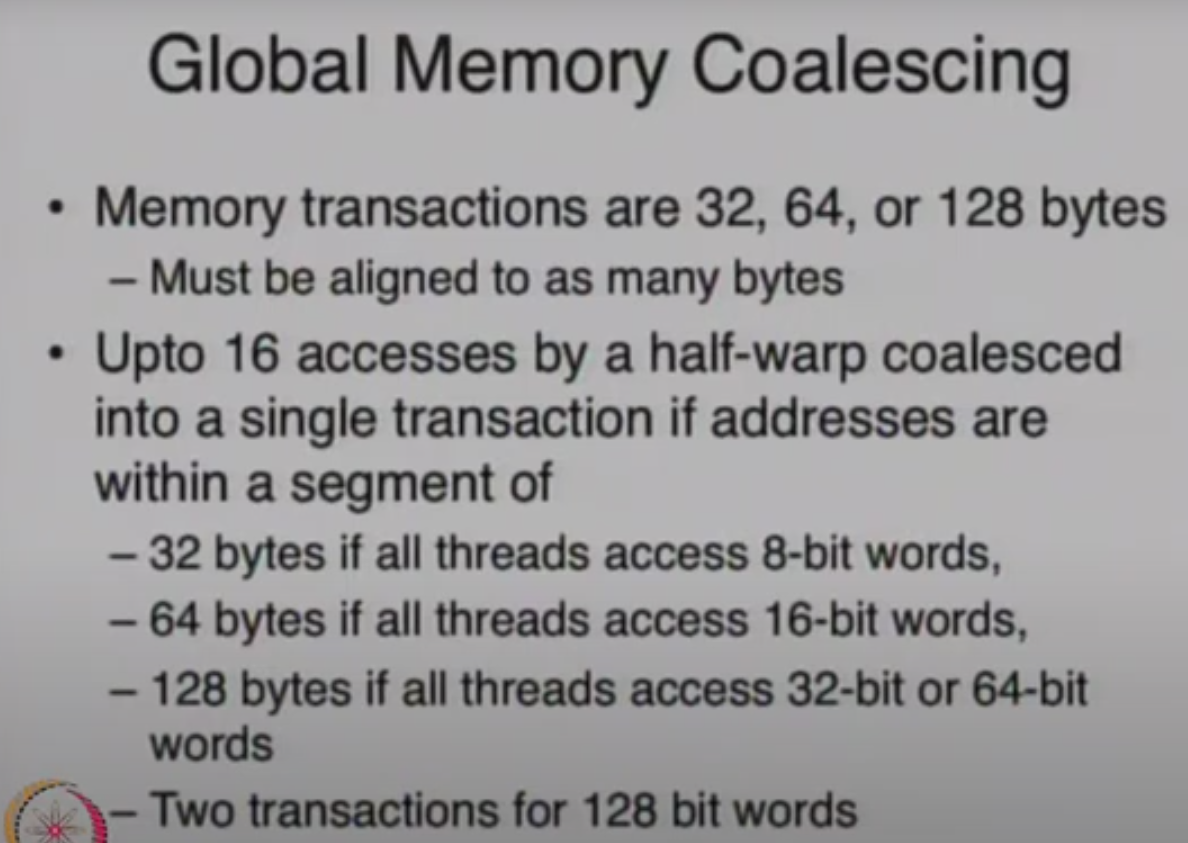 Global Memory Coalescing
• Memory transactions are 32, 64, or 128 bytes
– Must be aligned to as many bytes
• Upto 16 accesses by a half-warp coalesced
into a single transaction if addresses are
within a segment of
– 32 bytes if all threads access 8-bit words,
– 64 bytes if all threads access 16-bit words,
– 128 bytes if all threads access 32-bit or 64-bit
words
– Two transactions for 128 bit words